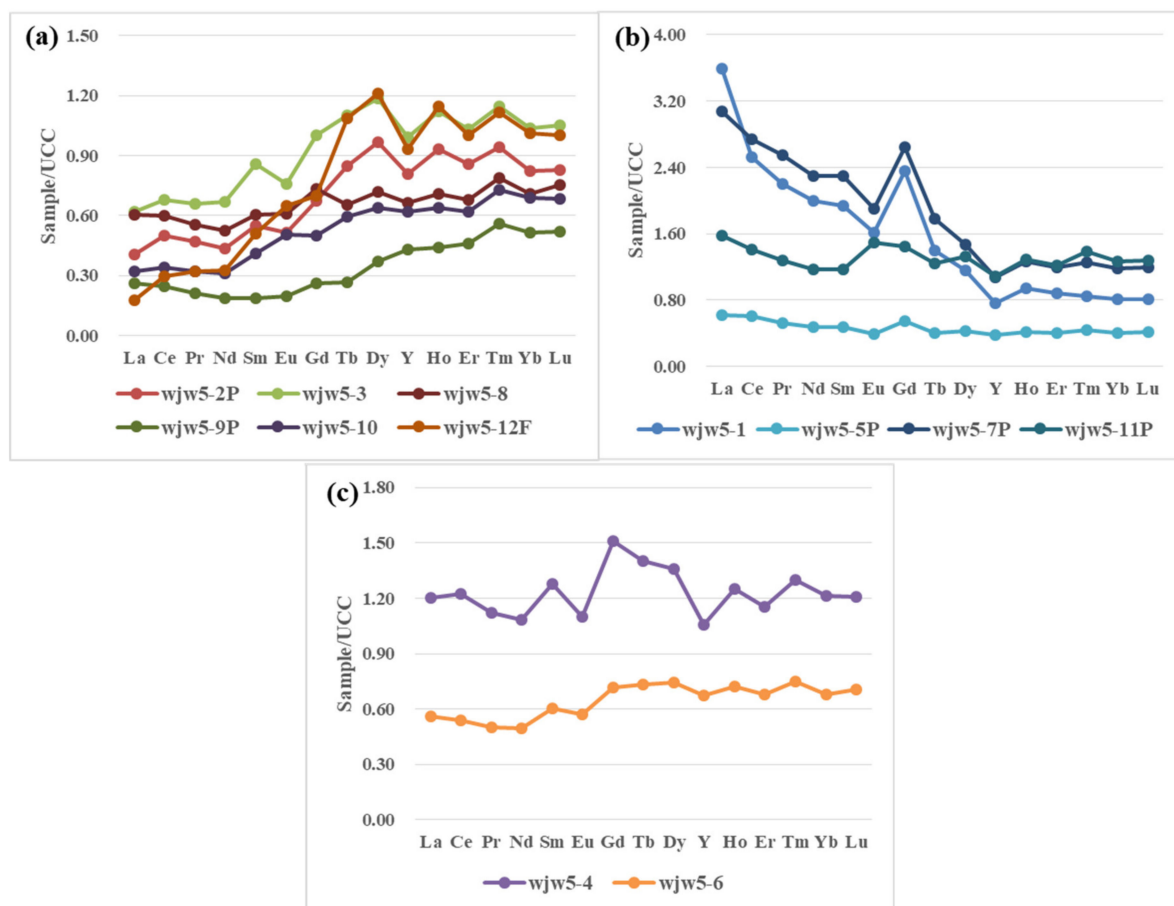 (a)
Sample/UCC
1.50
1.20
0.90
0.60
0.30
0.00
La Ce Pr Nd Sm Eu Gd Tb Dy Y Ho Er Tm Yb Lu
wjw5-2P wjw5-3 wjw5-8
wjw5-9P wjw5-10 wjw5-12F
(b)
Sample/UCC
4.00
3.20
2.40
1.60
0.80
0.00
La Ce Pr Nd Sm Eu Gd Tb Dy Y Ho Er Tm Yb Lu
wjw5-1 wjw5-5P wjw5-7P wjw5-11P
(c)
Sample/UCC
1.80
1.50
1.20
0.90
0.60
0.30
0.00
La Ce Pr Nd Sm Eu Gd Tb Dy Y Ho Er Tm Yb Lu
wjw5-4 wjw5-6